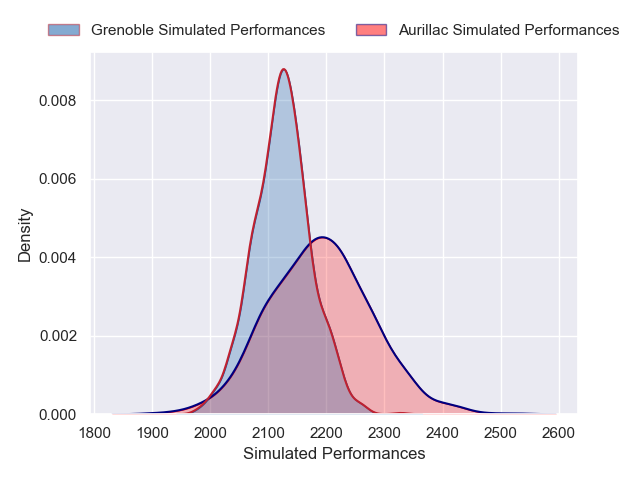 Grenoble Simulated Performances Aurillac Simulated Performances
0.008
0.006
0.004
0.002
0.000
Density
1800 1900 2000 2100 2200 2300 2400 2500 2600
Simulated Performances